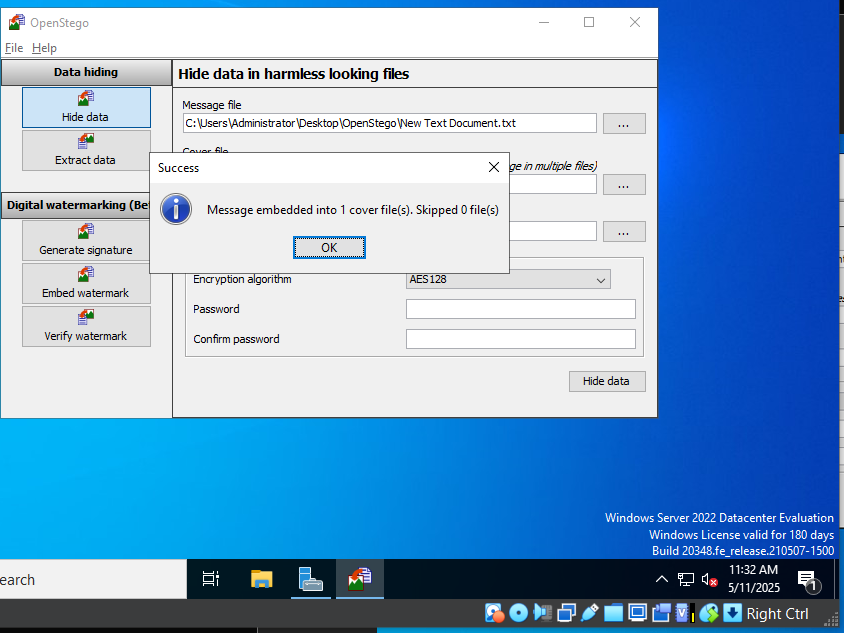 OpenStego
File Help
Data hiding
Hide data in harmless looking files
Hide data
Message file
C:\Users\Administrator\Desktop\OpenStego\New Text Document.txt
...
Extract data
Cover file
ge in multiple files)
...
Success
Message embedded into 1 cover file(s). Skipped 0 file(s)
OK
Digital watermarking (Be
...
Generate signature
Embed watermark
Verify watermark
Encryption algorithm
AES128
Password
Confirm password
Hide data
Windows Server 2022 Datacenter Evaluation
Windows License valid for 180 days
Build 20348.fe_release.210507-1500
earch
11:32 AM
5/11/2025
1
Right Ctrl